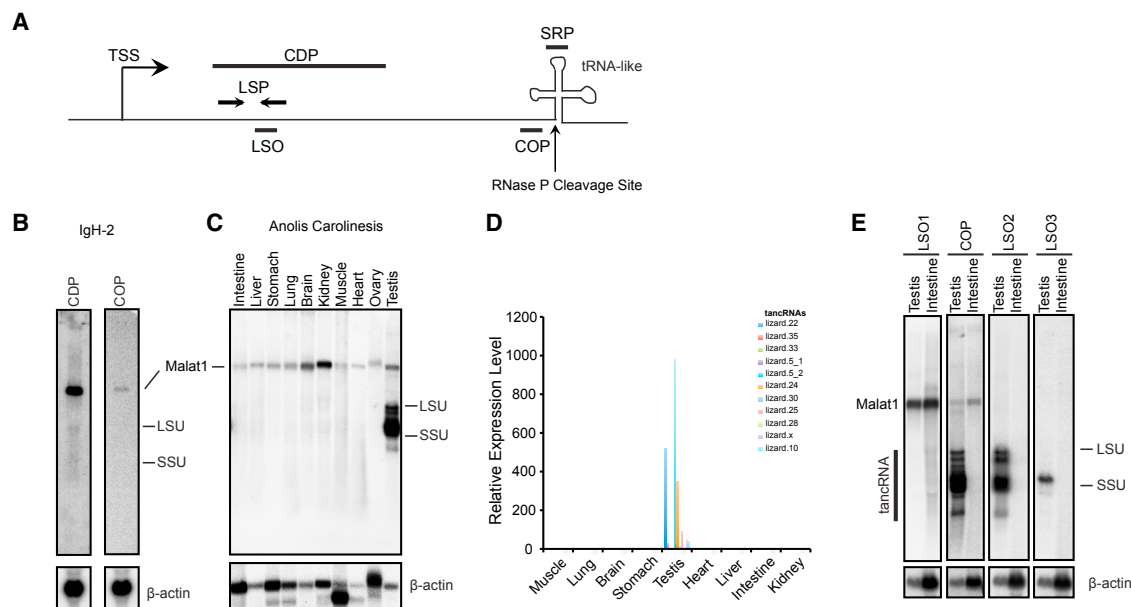 A
TSS
CDP
SRP
tRNA-like
LSP
LSO
COP
RNase P Cleavage Site
B
IgH-2
CDP
COP
Malat1
LSU
SSU
β-actin
C
Anolis Carolinesis
Intestine
Liver
Stomach
Lung
Brain
Kidney
Muscle
Heart
Ovary
Testis
LSU
SSU
β-actin
D
Relative Expression Level
1200
1000
800
600
400
200
0
Muscle
Lung
Brain
Stomach
Testis
Heart
Liver
Intestine
Kidney
tancRNAs
lizard.22
lizard.35
lizard.33
lizard.5_1
lizard.5_2
lizard.24
lizard.30
lizard.25
lizard.28
lizard.x
lizard.10
E
LSO1
COP
LSO2
LSO3
Testis
Intestine
Testis
Intestine
Testis
Intestine
Testis
Intestine
Malat1
tancRNA
LSU
SSU
β-actin